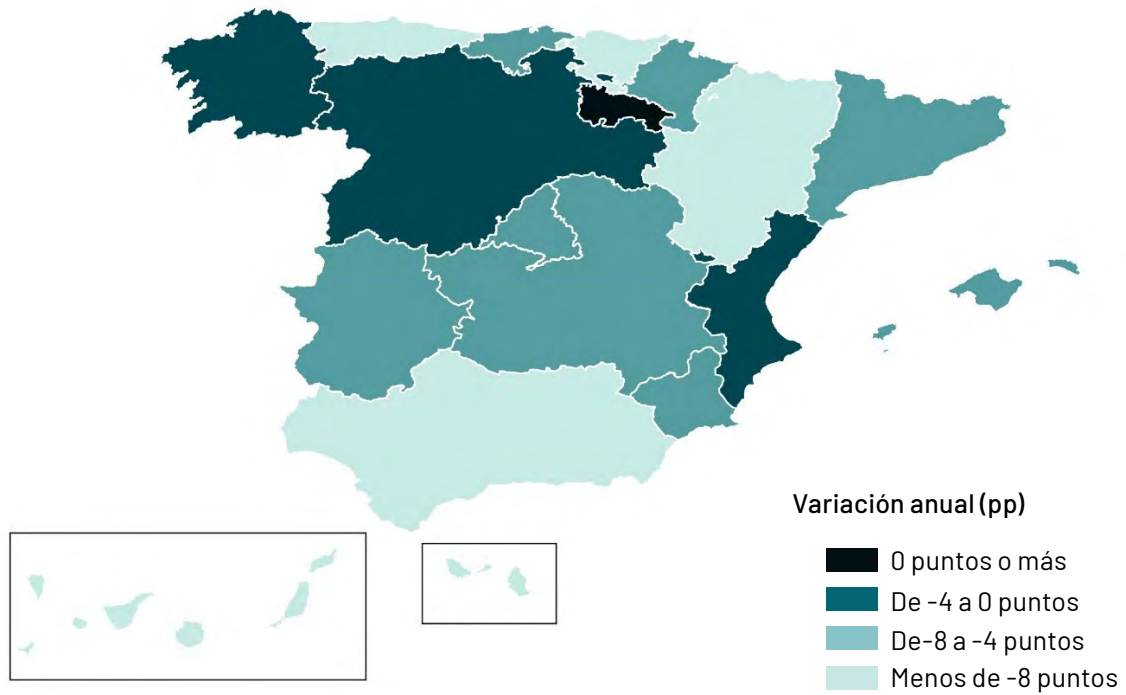 Variación anual (pp)
0 puntos o más
De -4 a 0 puntos
De-8 a -4 puntos
Menos de -8 puntos